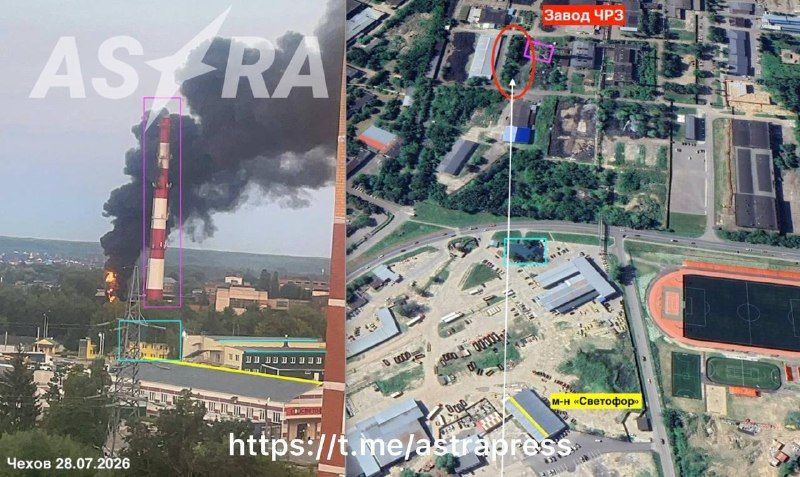 ASTRA
Завод ЧРЗ
м-н «Светофор»
https://t.me/astrapress
Чехов 28.07.2026